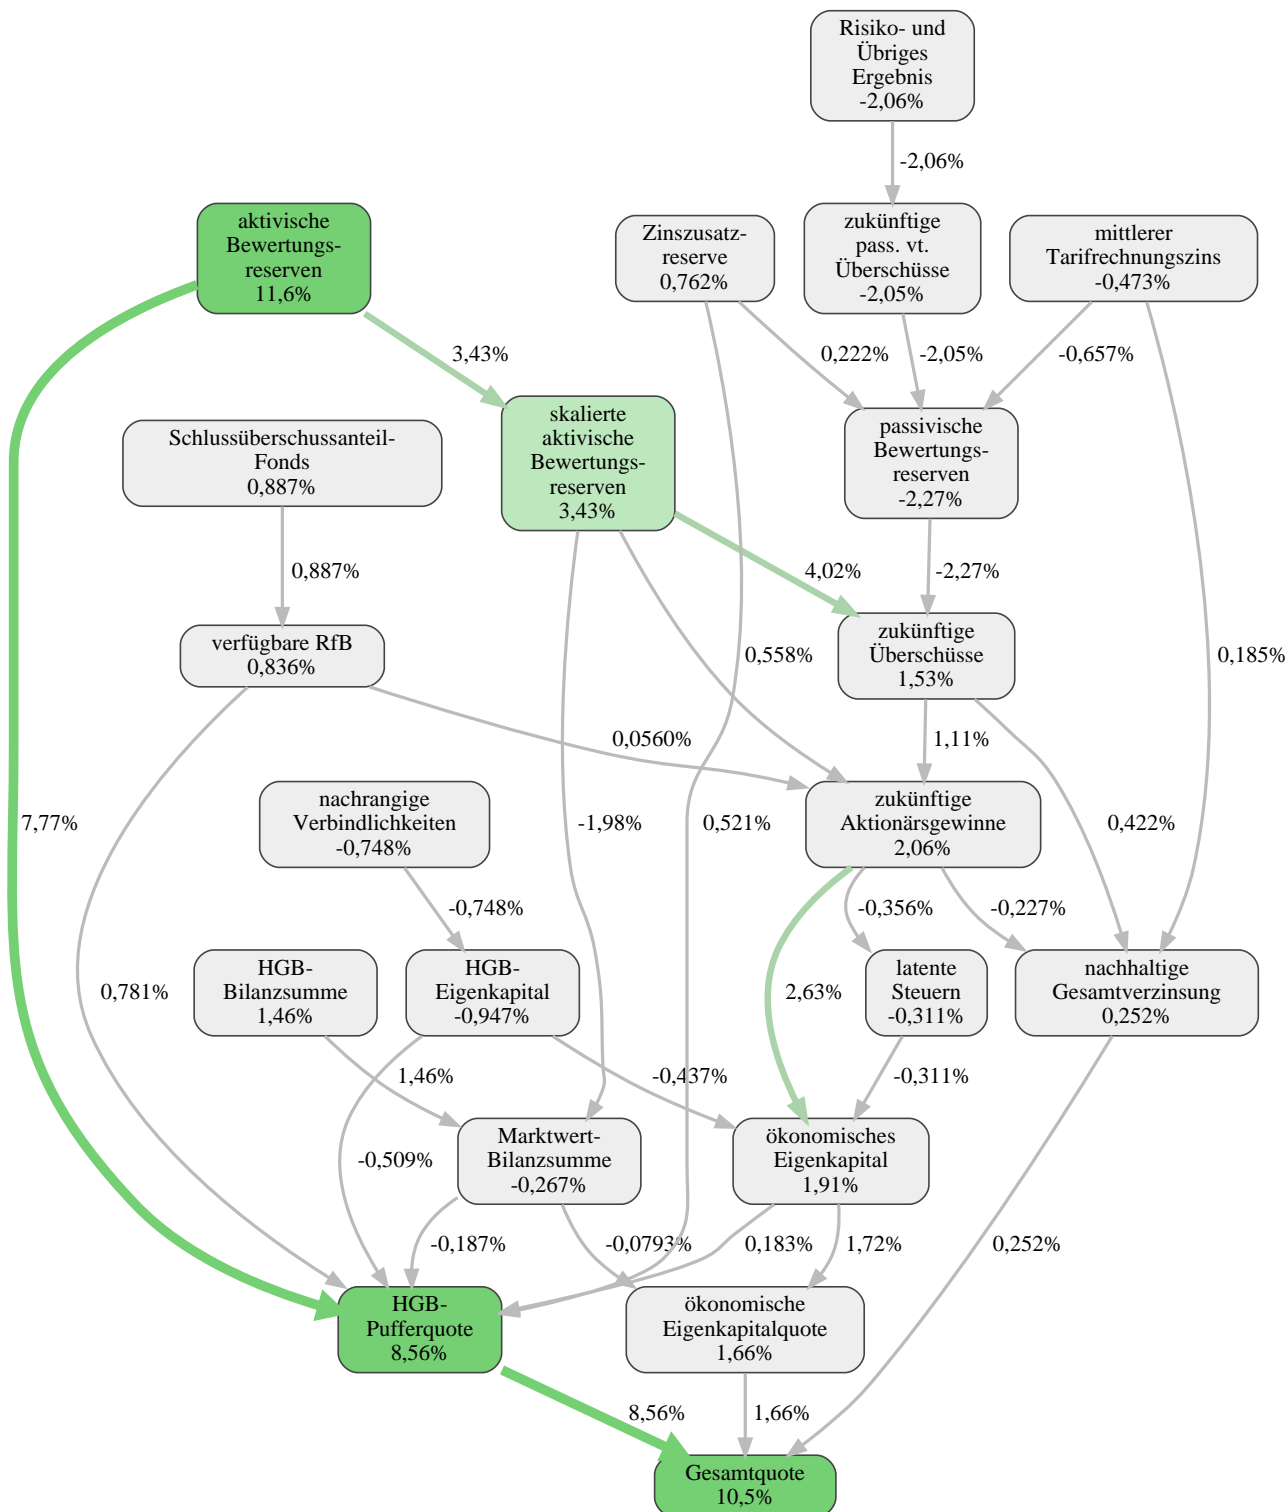 Risiko- und
Übriges
Ergebnis
-2,06%
-2,06%
aktivische
Bewertungs-
reserven
11,6%
Zinszusatz-
reserve
0,762%
zukünftige
pass. vt.
Überschüsse
-2,05%
mittlerer
Tarifrechnungszins
-0,473%
3,43%
0,222%
-2,05%
-0,657%
Schlussüberschussanteil-
Fonds
0,887%
skalierte
aktivische
Bewertungs-
reserven
3,43%
passivische
Bewertungs-
reserven
-2,27%
0,887%
4,02%
-2,27%
verfügbare RfB
0,836%
0,558%
zukünftige
Überschüsse
1,53%
0,185%
0,0560%
1,11%
7,77%
nachrangige
Verbindlichkeiten
-0,748%
-1,98%
0,521%
zukünftige
Aktionärsgewinne
2,06%
0,422%
-0,748%
-0,356%
-0,227%
0,781%
HGB-
Bilanzsumme
1,46%
HGB-
Eigenkapital
-0,947%
2,63%
latente
Steuern
-0,311%
nachhaltige
Gesamtverzinsung
0,252%
1,46%
-0,437%
-0,311%
-0,509%
Marktwert-
Bilanzsumme
-0,267%
ökonomisches
Eigenkapital
1,91%
-0,187%
-0,0793%
0,183%
1,72%
0,252%
HGB-
Pufferquote
8,56%
ökonomische
Eigenkapitalquote
1,66%
8,56%
1,66%
Gesamtquote
10,5%